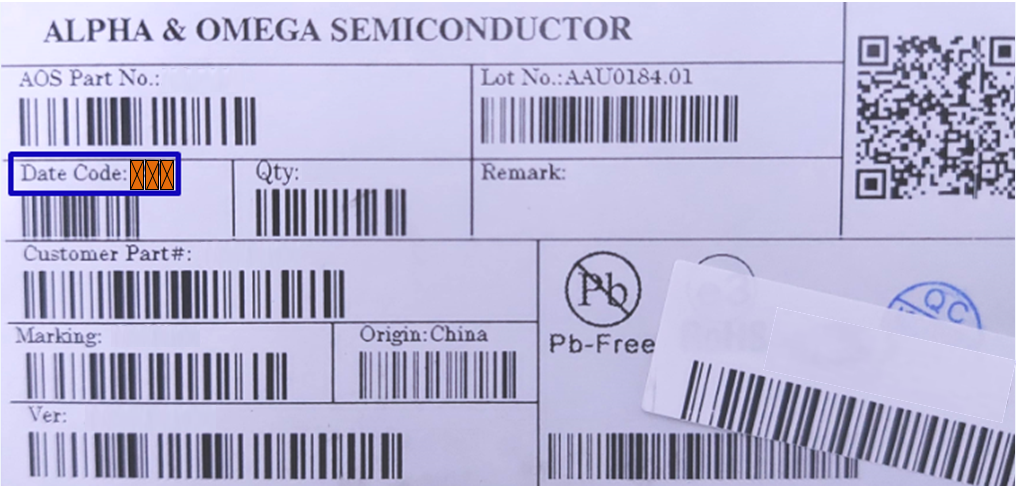 ALPHA & OMEGA SEMICONDUCTOR
AOS Part No.:
Lot No.:AAU0184.01
Date Code:
Qty:
Remark:
Customer Part#:
Marking:
Origin:China
Ver:
Pb
Pb-Free
QC